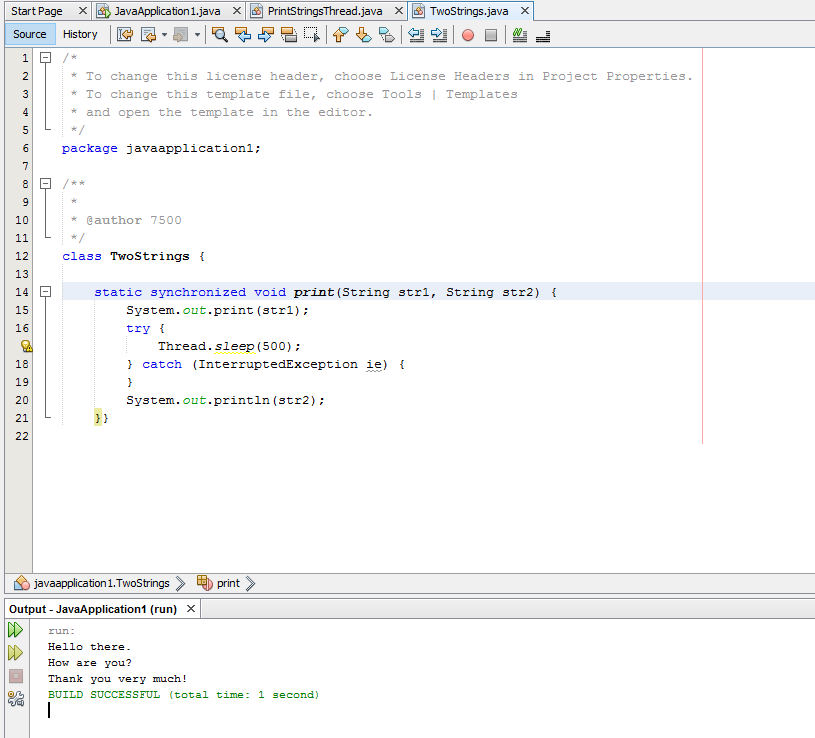 Start Page JavaApplication1.java PrintStringsThread.java TwoStrings.java
Source History
1 /*
2 * To change this license header, choose License Headers in Project Properties.
3 * To change this template file, choose Tools | Templates
4 * and open the template in the editor.
5 */
6 package javaapplication1;
7
8 /**
9 *
10 * @author 7500
11 */
12 class TwoStrings {
13
14 static synchronized void print(String str1, String str2) {
15 System.out.print(str1);
16 try {
Thread.sleep(500);
18 } catch (InterruptedException ie) {
19 }
20 System.out.println(str2);
21 }}
22
javaapplication1.TwoStrings print
Output - JavaApplication1 (run)
run:
Hello there.
How are you?
Thank you very much!
BUILD SUCCESSFUL (total time: 1 second)